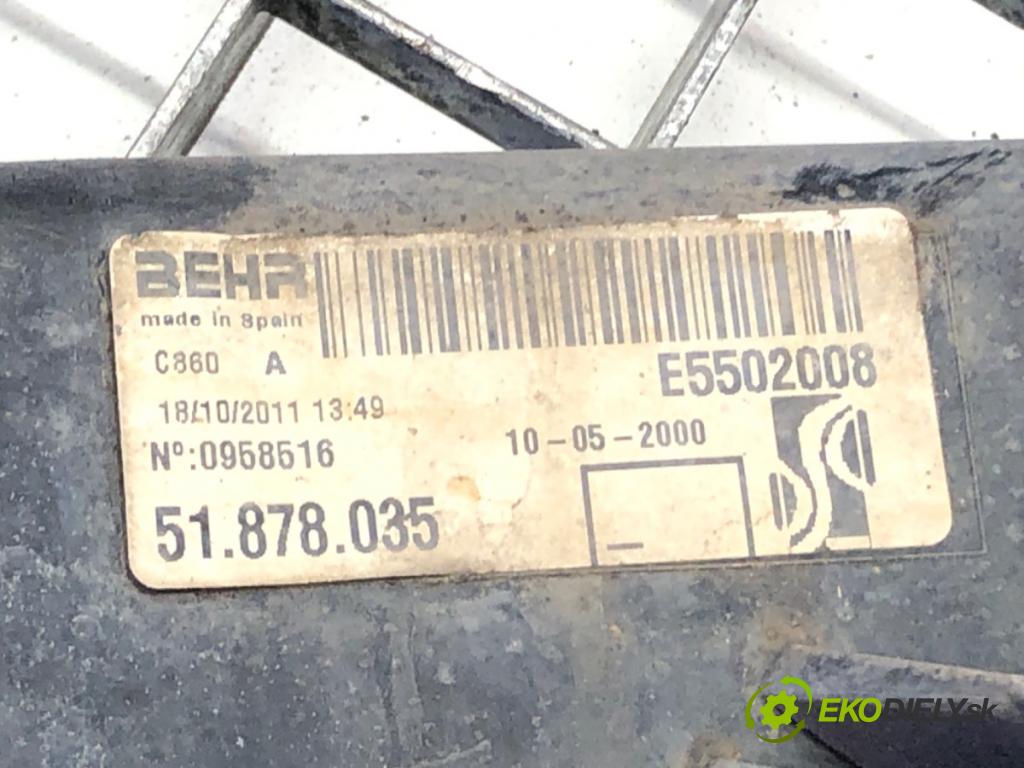 BEHR
made in Spain
C860 A
E5502008
18/10/2011 13:49
Nº:0958516
10-05-2000
51.878.035
EKODIELY.sk